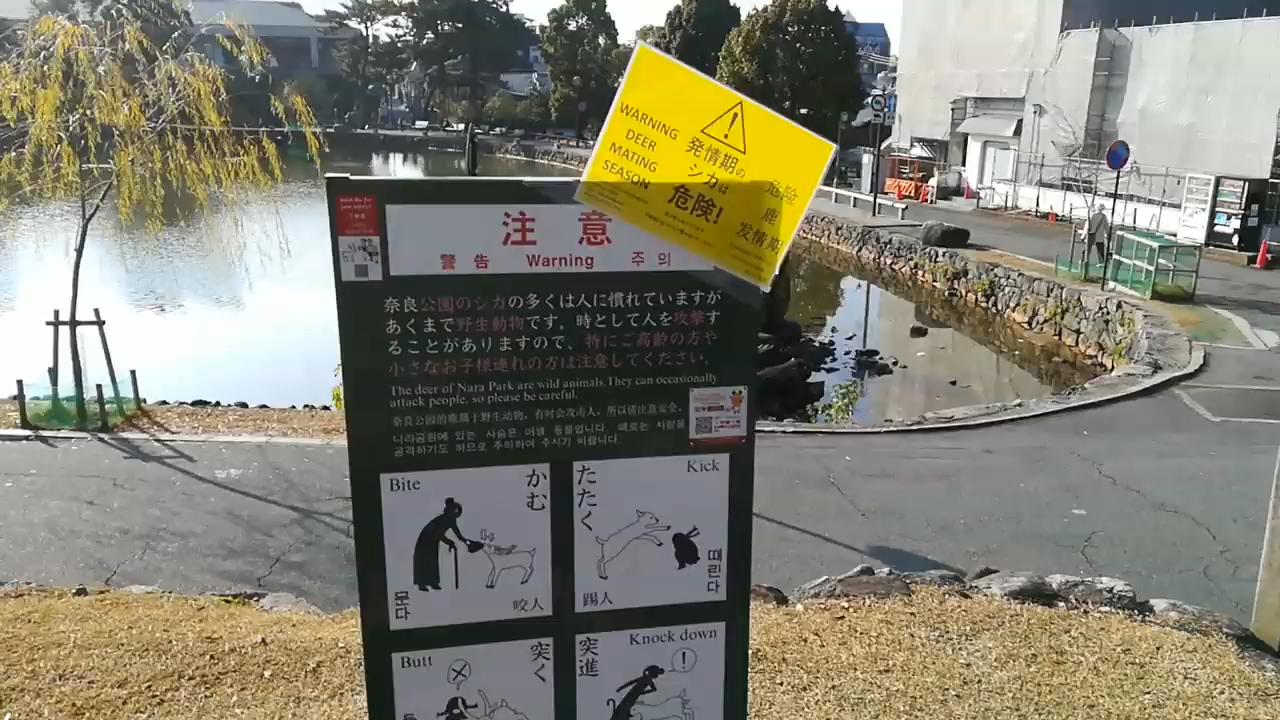 WARNING
DEER
MATING
SEASON
発情期の
シカは
危険!
危险
鹿
发情期
注意
警告 Warning 주의
奈良公園のシカの多くは人に慣れていますが
あくまで野生動物です。時として人を攻撃す
ることがありますので、特にご高齢の方や
小さなお子様連れの方は注意してください。
The deer of Nara Park are wild animals. They can occasionally
attack people, so please be careful.
奈良公园的鹿属于野生动物，有时会攻击人，所以请注意安全。
나라공원에 있는 사슴은 야생 동물입니다. 때로는 사람을
공격하기도 하므로 주의하여 주시기 바랍니다.
Bite
かむ
문다
咬人
Kick
たたく
때린다
踢人
Butt
突く
Knock down
突進